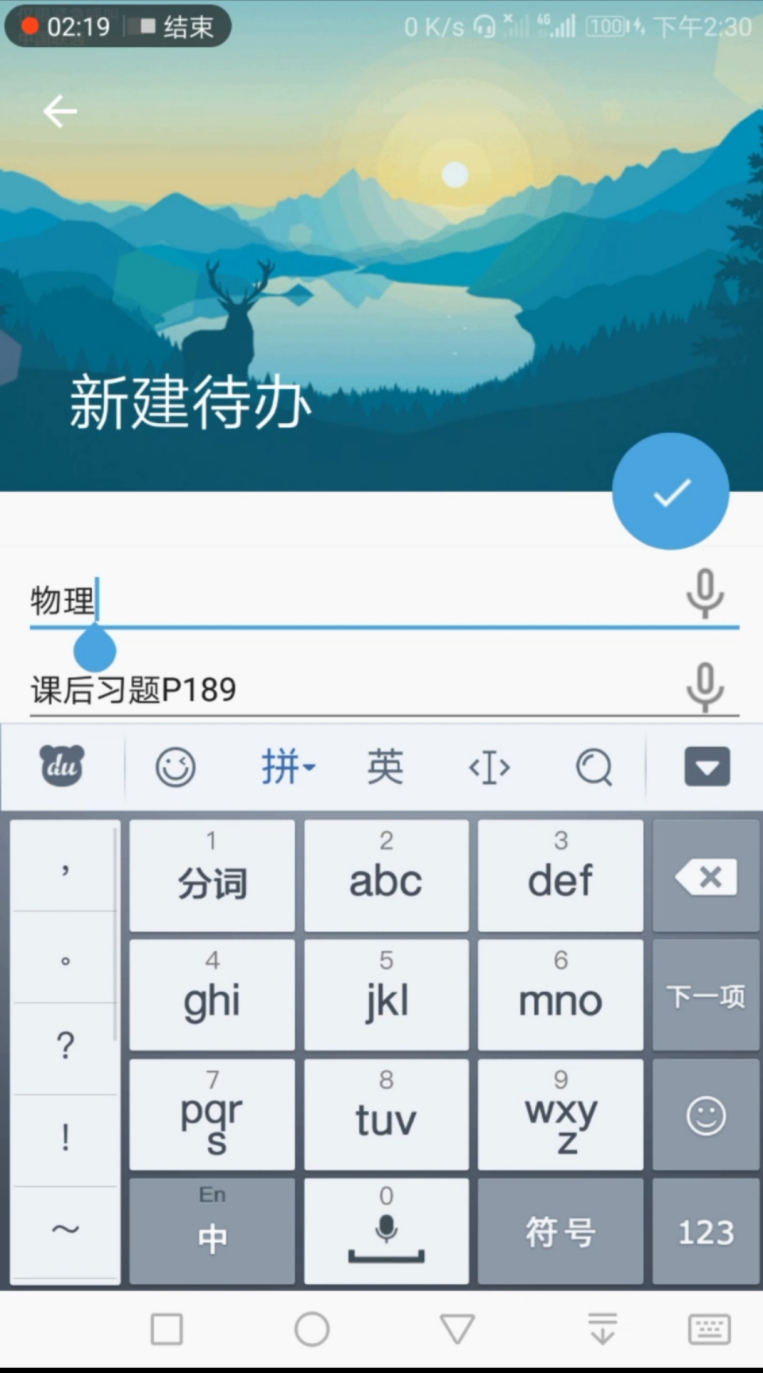 02:19 结束 0 K/s 46 100 下午2:30
新建待办
物理
课后习题P189
du 拼 英
， 1 2 3
分词 abc def
。 4 5 6
ghi jkl mno 下一项
? 7 8 9
pqrs tuv wxyz
!
～ En 0
中 符号 123